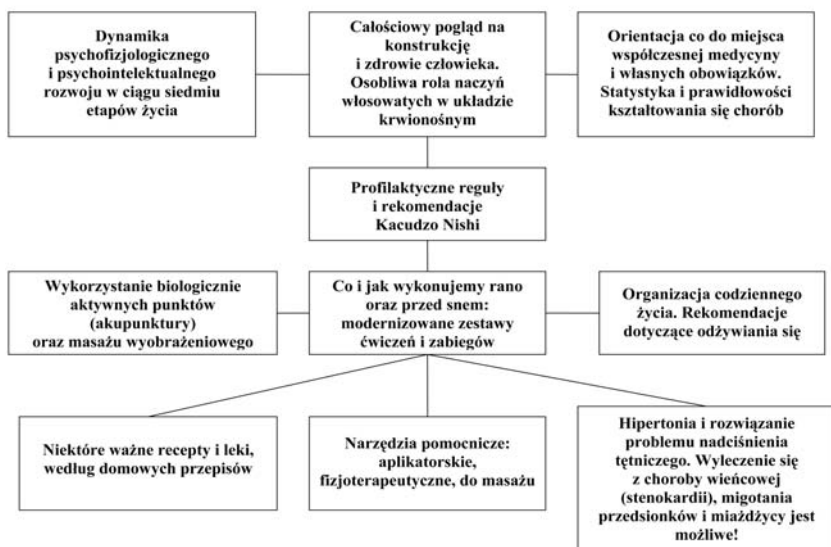 Dynamika
psychofizjologicznego
i psychointelektualnego
rozwoju w ciągu siedmiu
etapów życia
Całościowy pogląd na
konstrukcję
i zdrowie człowieka.
Osobliwa rola naczyń
włosowatych w układzie
krwionośnym
Orientacja co do miejsca
współczesnej medycyny
i własnych obowiązków.
Statystyka i prawidłowości
kształtowania się chorób
Profilaktyczne reguły
i rekomendacje
Kacudzo Nishi
Wykorzystanie biologicznie
aktywnych punktów
(akupunktury)
oraz masażu wyobrażeniowego
Co i jak wykonujemy rano
oraz przed snem:
modernizowane zestawy
ćwiczeń i zabiegów
Organizacja codziennego
życia. Rekomendacje
dotyczące odżywiania się
Niektóre ważne recepty i leki,
według domowych przepisów
Narzędzia pomocnicze:
aplikatorskie,
fizjoterapeutyczne, do masażu
Hipertonia i rozwiązanie
problemu nadciśnienia
tętniczego. Wyleczenie się
z choroby wieńcowej
(stenokardii), migotania
przedsionków i miażdżycy jest
możliwe!